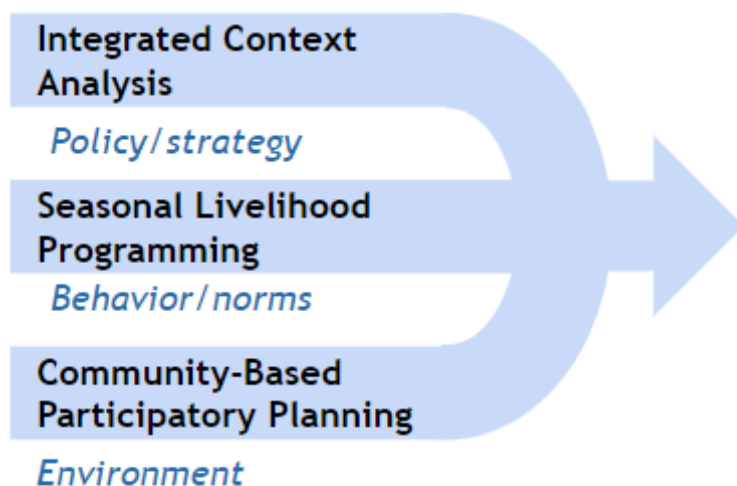 Integrated Context
Analysis
Policy/strategy
Seasonal Livelihood
Programming
Behavior/norms
Community-Based
Participatory Planning
Environment